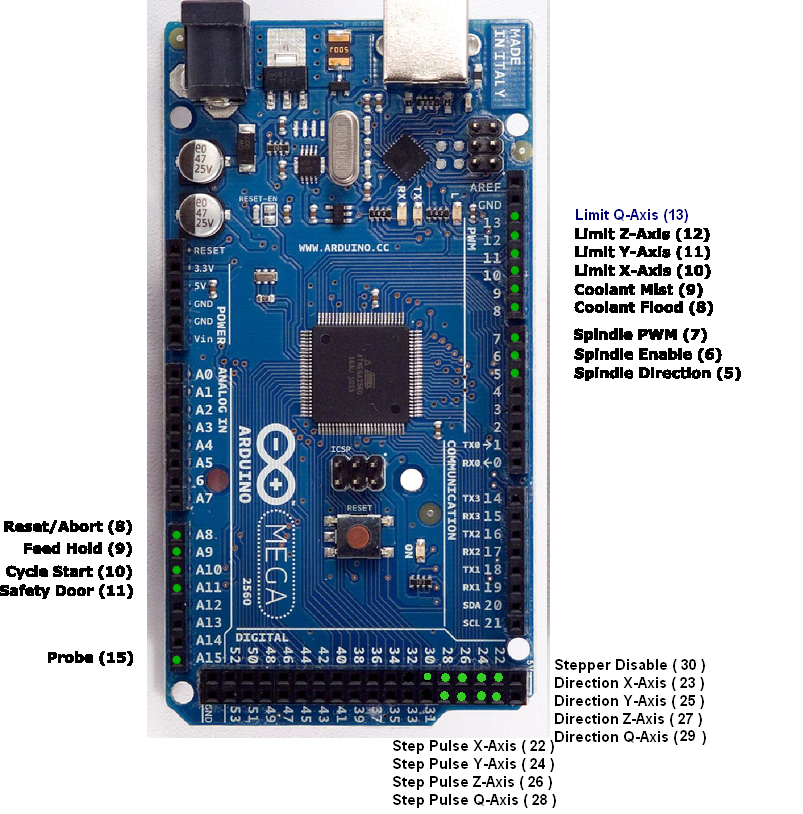 MADE
IN ITALY
RESET-EN
RX
TX
L
AREF
GND
13
12
11
10
9
8
7
6
5
4
3
2
TX0→1
RX0←0
PWM
WWW.ARDUINO.CC
RESET
3.3V
5V
GND
GND
Vin
POWER
A0
A1
A2
A3
A4
A5
6
A7
ANALOG IN
ARDUINO
MEGA
2560
ICSP
RESET
ON
COMMUNICATION
TX3 14
RX3 15
TX2 16
RX2 17
TX1 18
RX1 19
SDA 20
SCL 21
A8
A9
A10
A11
A12
A13
A14
A15
DIGITAL
52 50 48 46 44 42 40 38 36 34 32 30 28 24 22
GND 53 51 49 47 45 43 41 39 37 35 33 31
47
25V
47
25V
Limit Q-Axis (13)
Limit Z-Axis (12)
Limit Y-Axis (11)
Limit X-Axis (10)
Coolant Mist (9)
Coolant Flood (8)
Spindle PWM (7)
Spindle Enable (6)
Spindle Direction (5)
Reset/Abort (8)
Feed Hold (9)
Cycle Start (10)
Safety Door (11)
Probe (15)
Stepper Disable ( 30 )
Direction X-Axis ( 23 )
Direction Y-Axis ( 25 )
Direction Z-Axis ( 27 )
Direction Q-Axis ( 29 )
Step Pulse X-Axis ( 22 )
Step Pulse Y-Axis ( 24 )
Step Pulse Z-Axis ( 26 )
Step Pulse Q-Axis ( 28 )